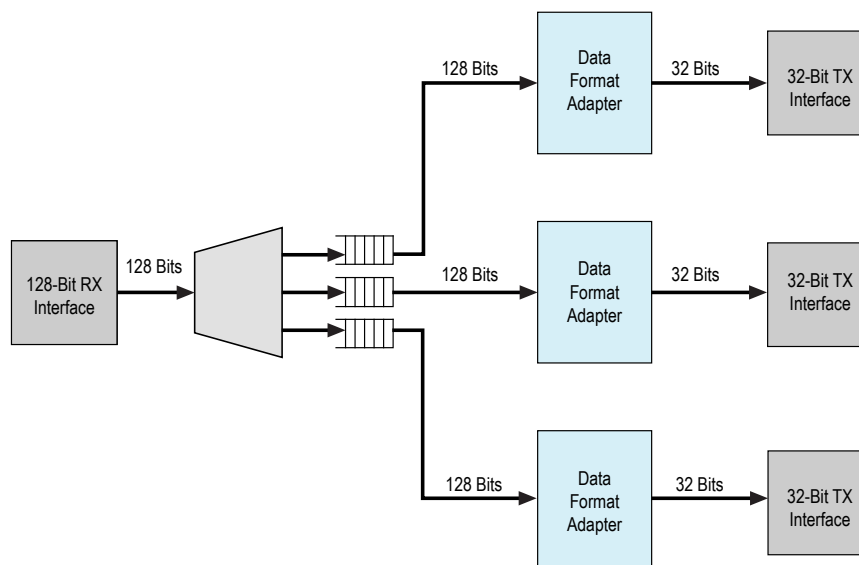 128 Bits
Data
Format
Adapter
32 Bits
32-Bit TX
Interface
128-Bit RX
Interface
128 Bits
128 Bits
Data
Format
Adapter
32 Bits
32-Bit TX
Interface
128 Bits
Data
Format
Adapter
32 Bits
32-Bit TX
Interface